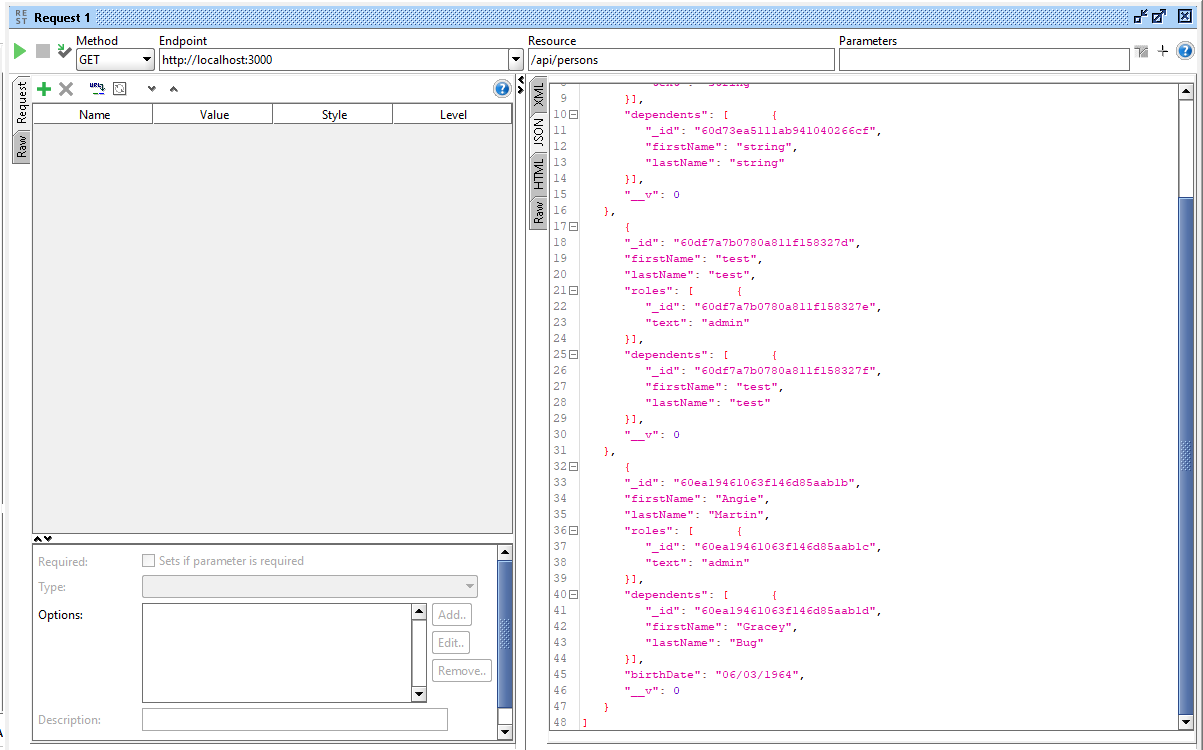 RE
ST
Request 1
Method
Endpoint
Resource
Parameters
GET
http://localhost:3000
/api/persons
Request
Raw
Name Value Style Level
Required: Sets if parameter is required
Type:
Options:
Add..
Edit..
Remove..
Description:
XML
JSON
HTML
Raw
9 }],
10 "dependents": [ {
11 "_id": "60d73ea5111ab941040266cf",
12 "firstName": "string",
13 "lastName": "string"
14 }],
15 "__v": 0
16 },
17 {
18 "_id": "60df7a7b0780a811f158327d",
19 "firstName": "test",
20 "lastName": "test",
21 "roles": [ {
22 "_id": "60df7a7b0780a811f158327e",
23 "text": "admin"
24 }],
25 "dependents": [ {
26 "_id": "60df7a7b0780a811f158327f",
27 "firstName": "test",
28 "lastName": "test"
29 }],
30 "__v": 0
31 },
32 {
33 "_id": "60ea19461063f146d85aab1b",
34 "firstName": "Angie",
35 "lastName": "Martin",
36 "roles": [ {
37 "_id": "60ea19461063f146d85aab1c",
38 "text": "admin"
39 }],
40 "dependents": [ {
41 "_id": "60ea19461063f146d85aab1d",
42 "firstName": "Gracey",
43 "lastName": "Bug"
44 }],
45 "birthDate": "06/03/1964",
46 "__v": 0
47 }
48 ]